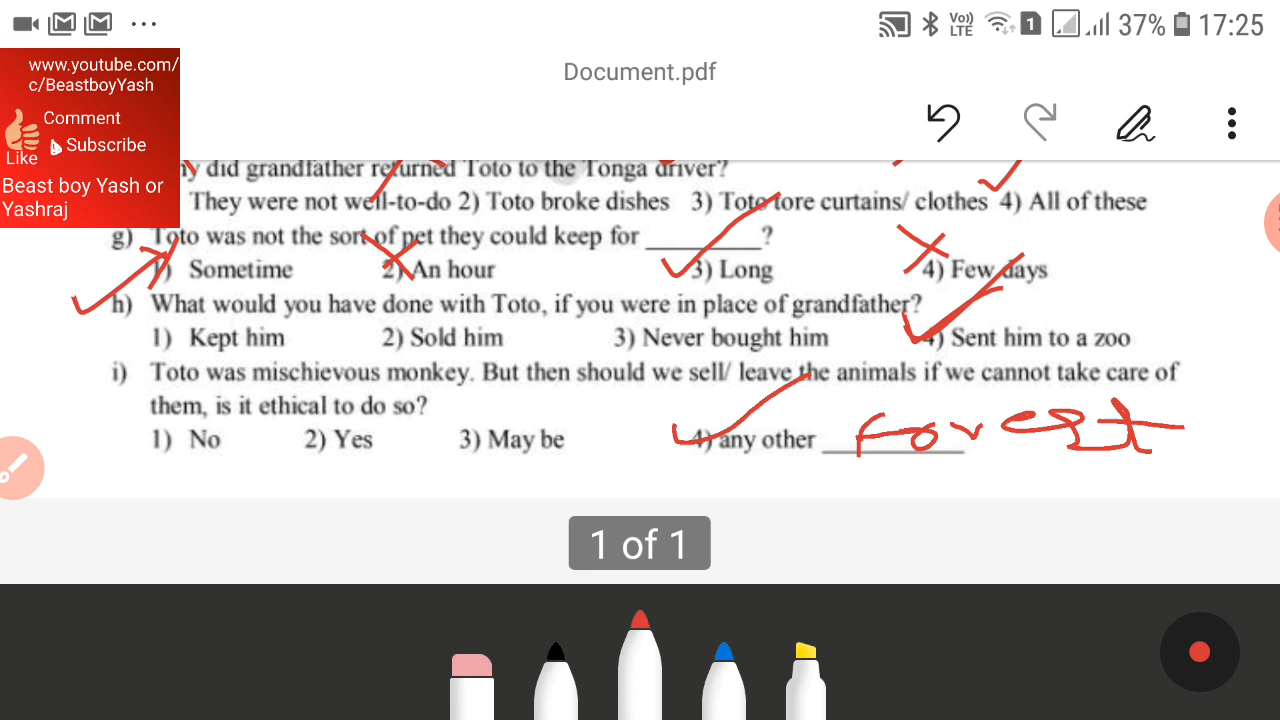 37% 17:25
Vo)) LTE 1
www.youtube.com/
c/BeastboyYash
Comment
Subscribe
Like
Beast boy Yash or
Yashraj
Document.pdf
y did grandfather returned Toto to the Tonga driver?
They were not well-to-do 2) Toto broke dishes 3) Toto tore curtains/ clothes 4) All of these
g) Toto was not the sort of pet they could keep for _________?
1) Sometime 2) An hour 3) Long 4) Few days
h) What would you have done with Toto, if you were in place of grandfather?
1) Kept him 2) Sold him 3) Never bought him 4) Sent him to a zoo
i) Toto was mischievous monkey. But then should we sell/ leave the animals if we cannot take care of
them, is it ethical to do so?
1) No 2) Yes 3) May be 4) any other forest
1 of 1